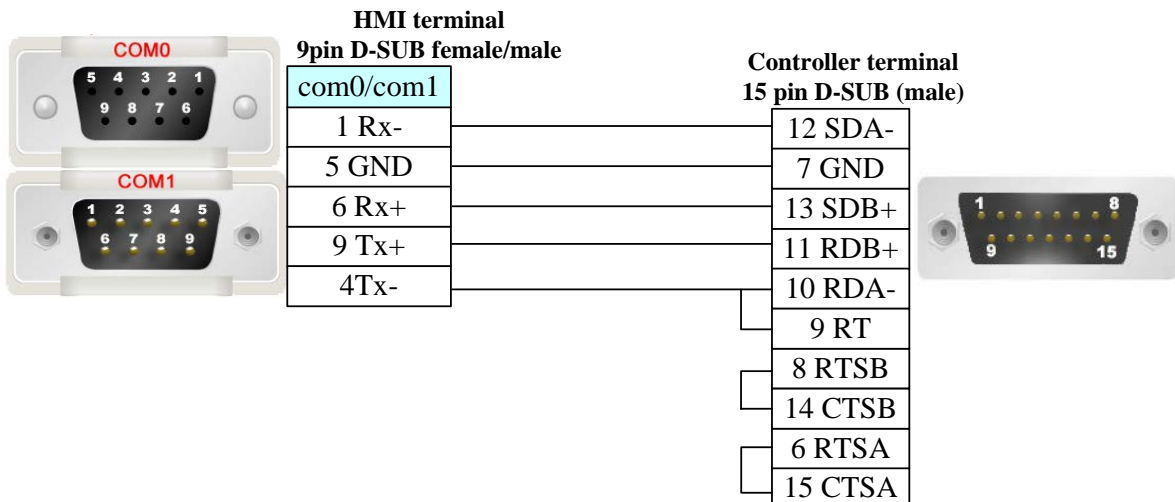 HMI terminal
9pin D-SUB female/male
COM0
5 4 3 2 1
9 8 7 6
COM1
1 2 3 4 5
6 7 8 9
com0/com1
1 Rx-
5 GND
6 Rx+
9 Tx+
4Tx-
Controller terminal
15 pin D-SUB (male)
12 SDA-
7 GND
13 SDB+
11 RDB+
10 RDA-
9 RT
8 RTSB
14 CTSB
6 RTSA
15 CTSA
1 8
9 15